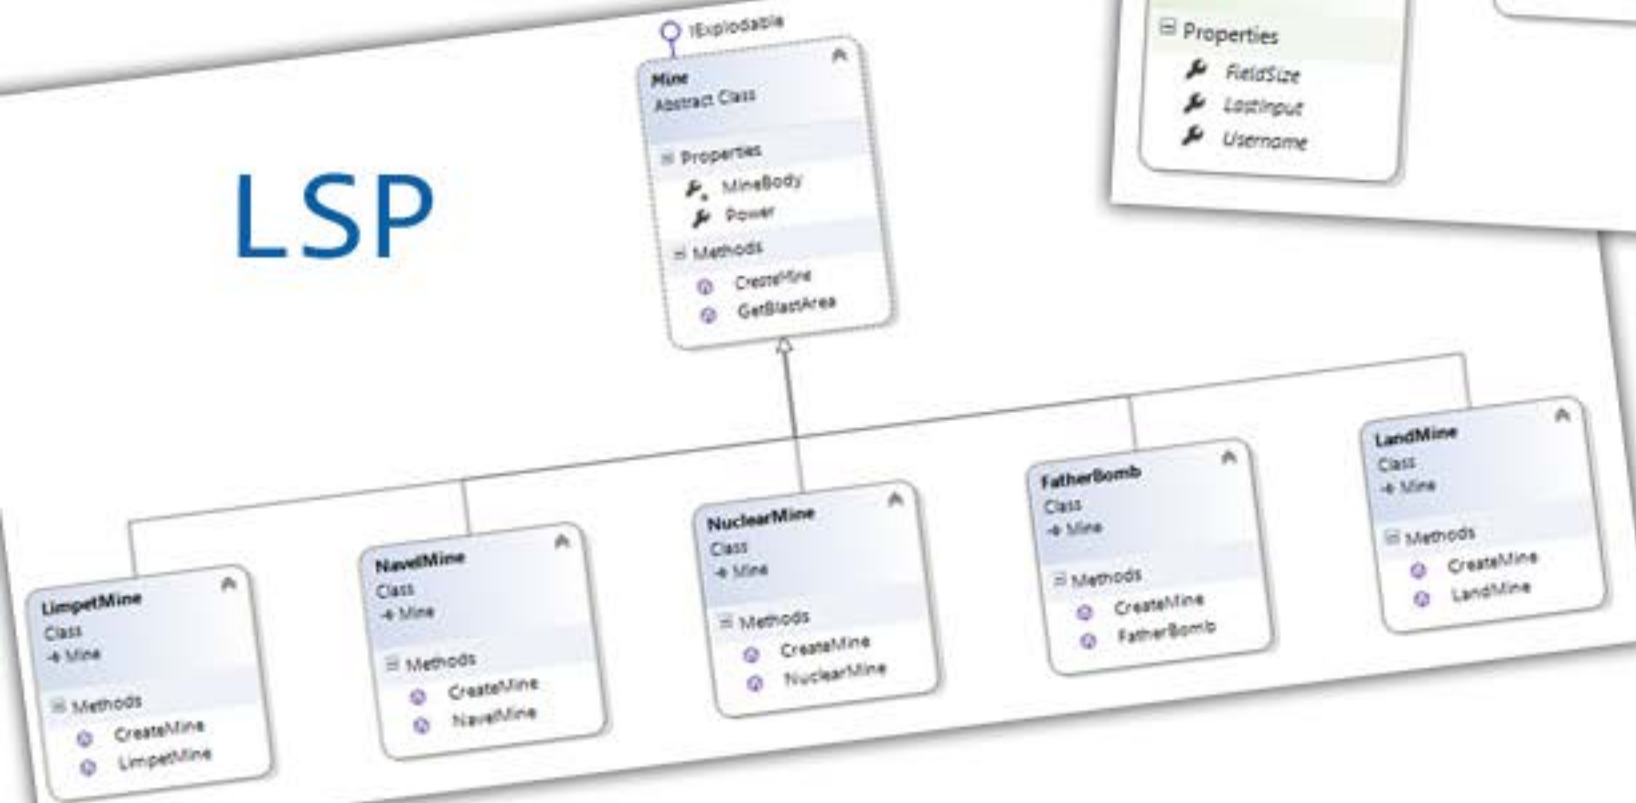 IExplodable
Mine
Abstract Class
Properties
MineBody
Power
Methods
CreateMine
GetBlastArea
LSP
Properties
FieldSize
LastInput
Username
LimpetMine
Class
Mine
Methods
CreateMine
LimpetMine
NavelMine
Class
Mine
Methods
CreateMine
NavelMine
NuclearMine
Class
Mine
Methods
CreateMine
NuclearMine
FatherBomb
Class
Mine
Methods
CreateMine
FatherBomb
LandMine
Class
Mine
Methods
CreateMine
LandMine